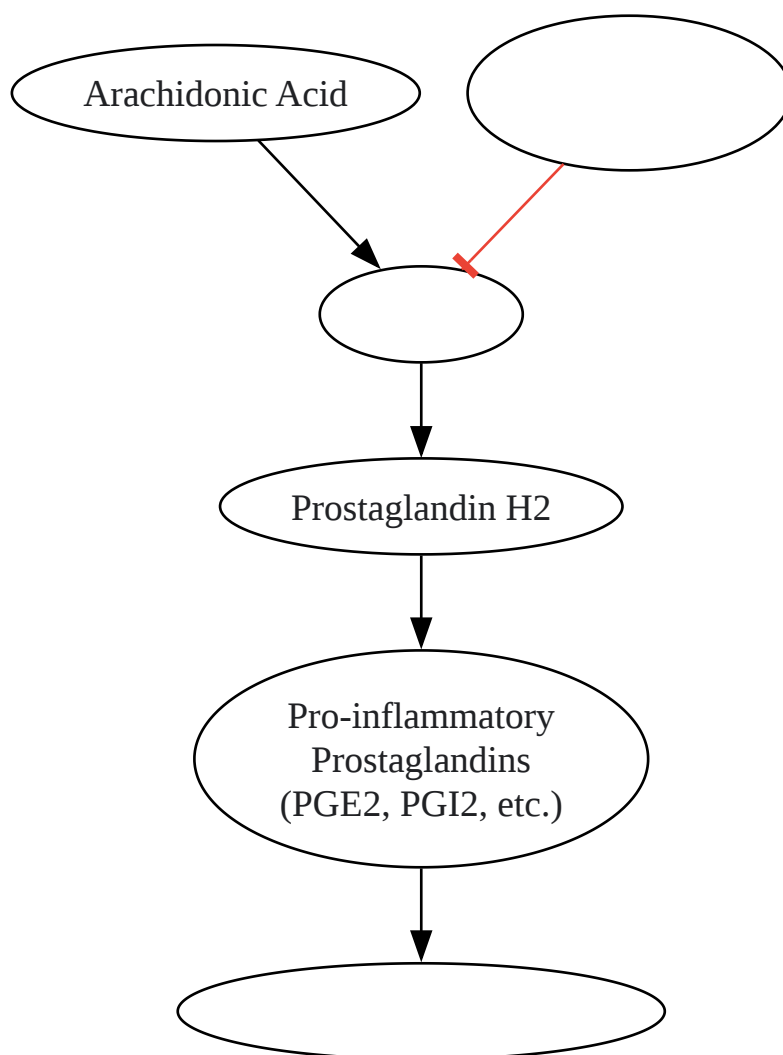 Arachidonic Acid
Prostaglandin H2
Pro-inflammatory
Prostaglandins
(PGE2, PGI2, etc.)